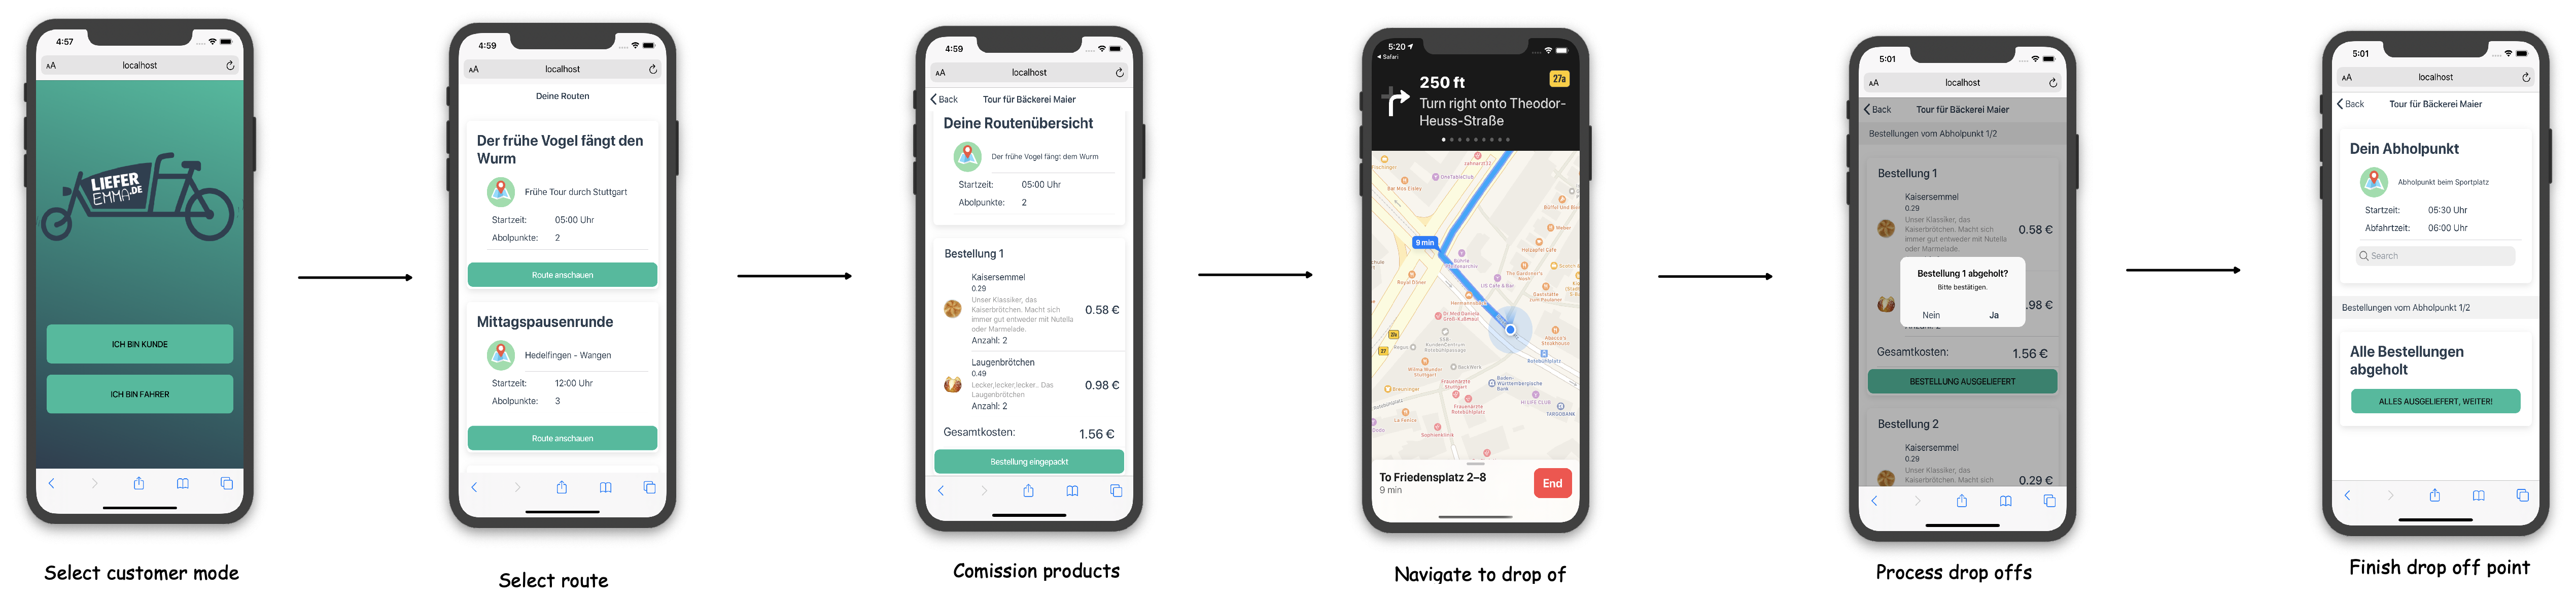 4:57
AA localhost
LIEFER
EMMA.DE
ICH BIN KUNDE
ICH BIN FAHRER
Select customer mode
4:59
AA localhost
Deine Routen
Der frühe Vogel fängt den
Wurm
Frühe Tour durch Stuttgart
Startzeit: 05:00 Uhr
Abolpunkte: 2
Route anschauen
Mittagspausenrunde
Hedelfingen - Wangen
Startzeit: 12:00 Uhr
Abolpunkte: 3
Route anschauen
Select route
4:59
AA localhost
Back Tour für Bäckerei Maier
Deine Routenübersicht
Der frühe Vogel fängt dem Wurm
Startzeit: 05:00 Uhr
Abolpunkte: 2
Bestellung 1
Kaisersemmel
0.29
Unser Klassiker, das
Kaiserbrötchen. Macht sich
immer gut entweder mit Nutella
oder Marmelade.
0.58 €
Anzahl: 2
Laugenbrötchen
0.49
Lecker,lecker,lecker.. Das
Laugenbrötchen
0.98 €
Anzahl: 2
Gesamtkosten: 1.56 €
Bestellung eingepackt
Comission products
5:20
Safari
250 ft
27a
Turn right onto Theodor-
Heuss-Straße
9 min
To Friedensplatz 2–8
9 min
End
Navigate to drop of
5:01
AA localhost
Back Tour für Bäckerei Maier
Bestellungen vom Abholpunkt 1/2
Bestellung 1
Kaisersemmel
0.29
Unser Klassiker, das
Kaiserbrötchen. Macht sich
immer gut entweder mit Nutella
oder Marmelade.
0.58 €
Bestellung 1 abgeholt?
Bitte bestätigen.
Nein Ja
.98 €
Gesamtkosten: 1.56 €
BESTELLUNG AUSGELIEFERT
Bestellung 2
Kaisersemmel
0.29
Unser Klassiker, das
Kaiserbrötchen. Macht sich
0.29 €
Process drop offs
5:01
AA localhost
Back Tour für Bäckerei Maier
Dein Abholpunkt
Abholpunkt beim Sportplatz
Startzeit: 05:30 Uhr
Abfahrtzeit: 06:00 Uhr
Search
Bestellungen vom Abholpunkt 1/2
Alle Bestellungen
abgeholt
ALLES AUSGELIEFERT, WEITER!
Finish drop off point